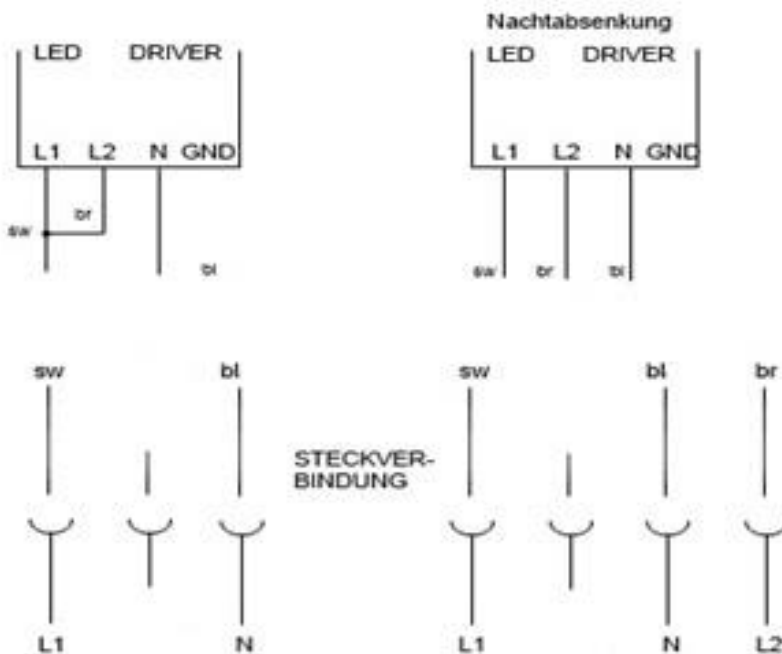 Nachtabsenkung
LED DRIVER
L1 L2 N GND
br
sw
bl
LED DRIVER
L1 L2 N GND
sw br bl
sw bl
STECKVER-
BINDUNG
sw bl br
L1 N
L1 N L2